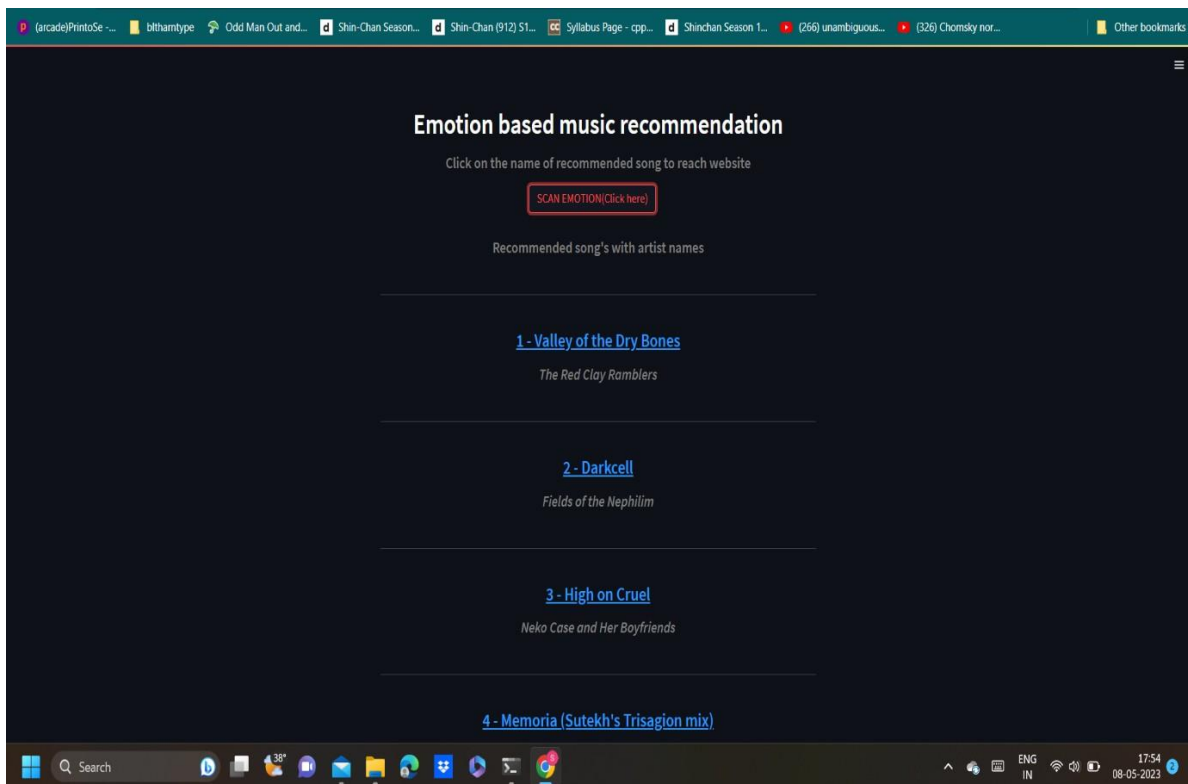 (arcade)PrintoSe -...
blthamtype
Odd Man Out and...
Shin-Chan Season...
Shin-Chan (912) S1...
Syllabus Page - cpp...
Shinchan Season 1...
(266) unambiguous...
(326) Chomsky nor...
Other bookmarks
Emotion based music recommendation
Click on the name of recommended song to reach website
SCAN EMOTION(Click here)
Recommended song's with artist names
1 - Valley of the Dry Bones
The Red Clay Ramblers
2 - Darkcell
Fields of the Nephilim
3 - High on Cruel
Neko Case and Her Boyfriends
4 - Memoria (Sutekh's Trisagion mix)
Search
38°
ENG
IN
17:54
08-05-2023
2